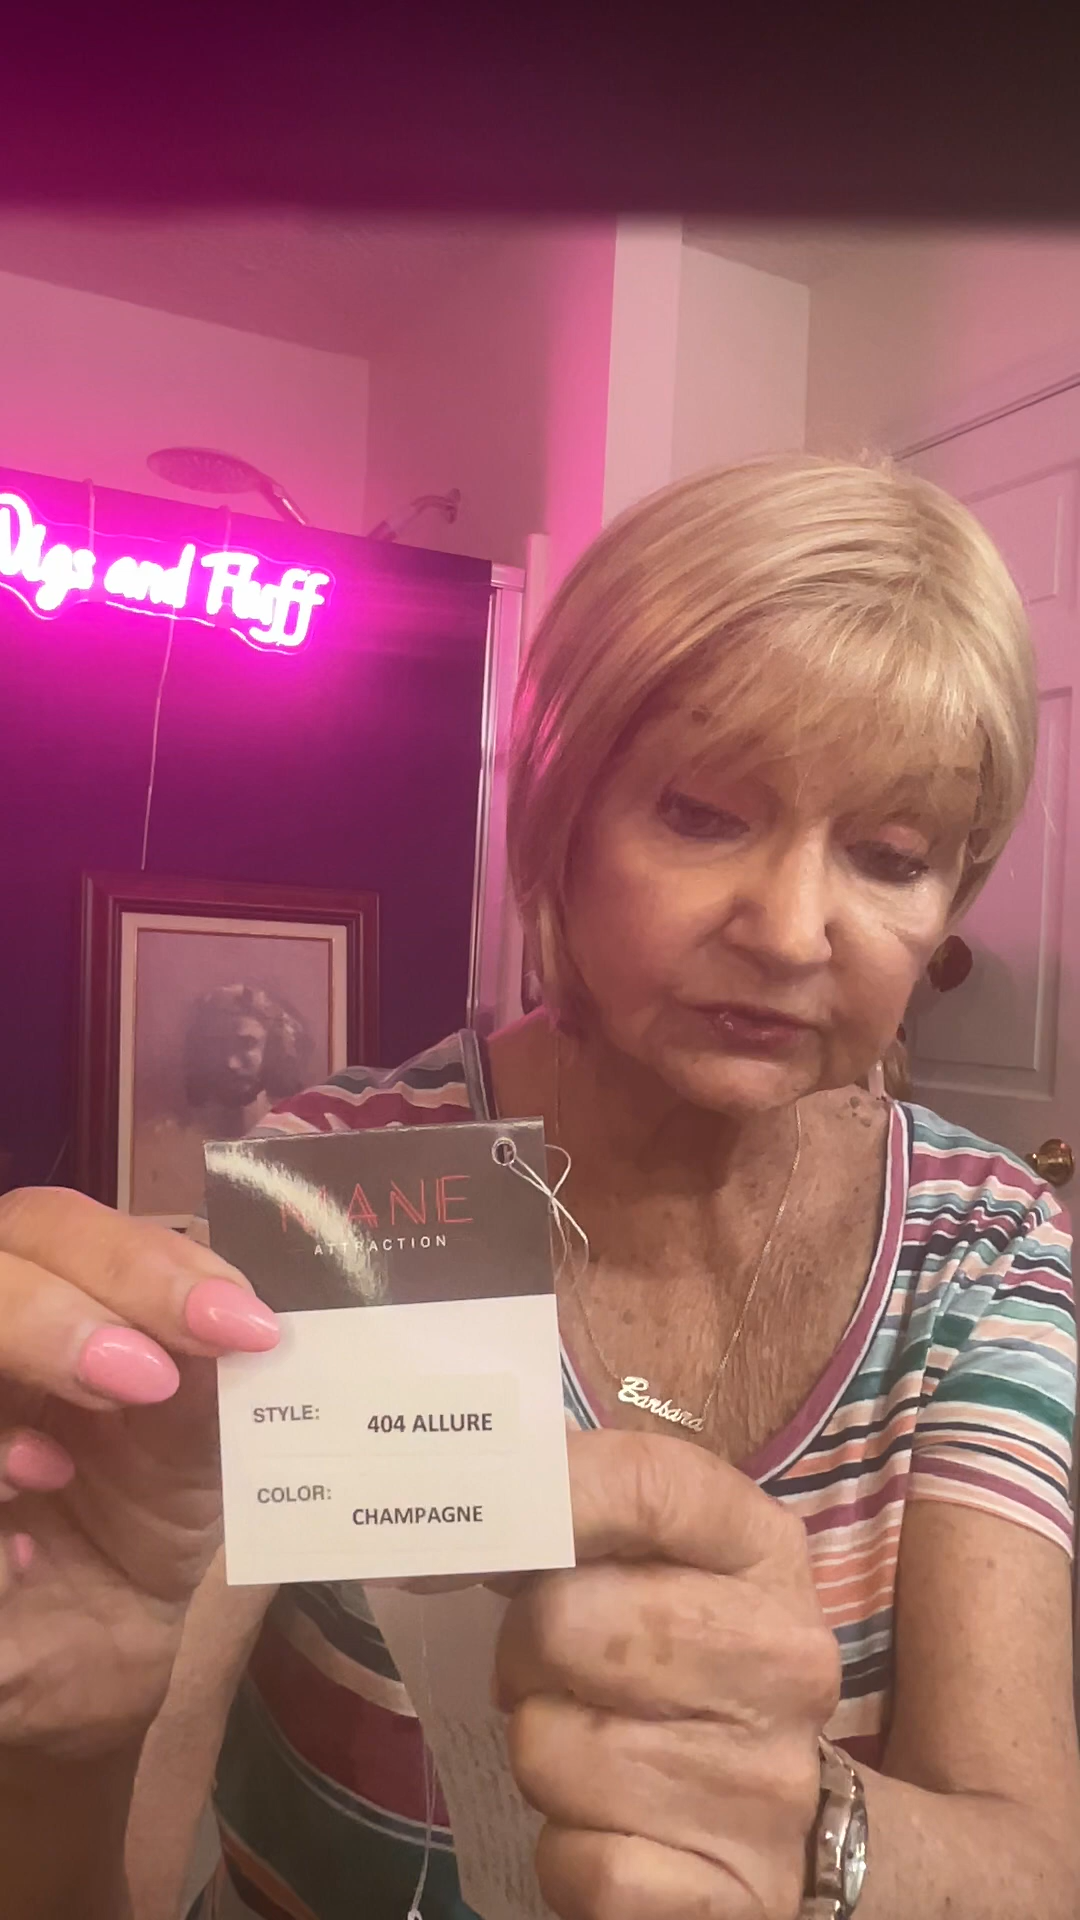 Wigs and Fluff
MANE
ATTRACTION
STYLE: 404 ALLURE
COLOR: CHAMPAGNE
Barbara